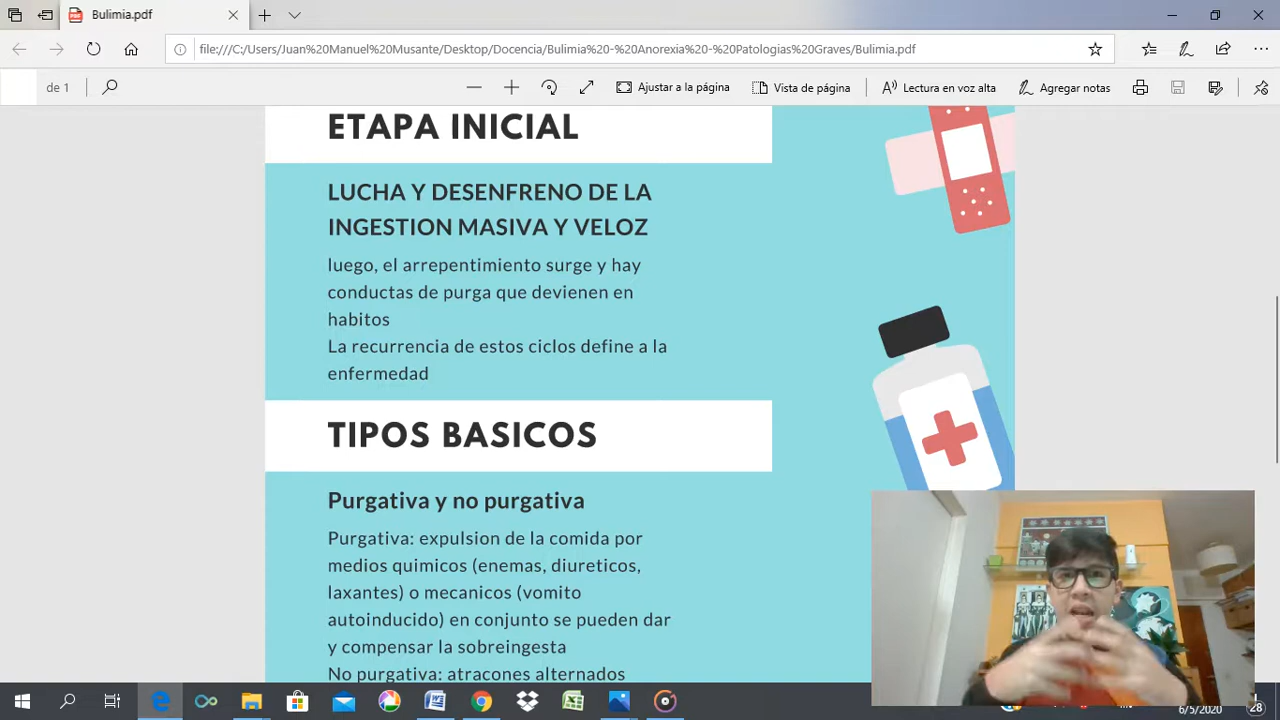 Bulimia.pdf
file:///C:/Users/Juan%20Manuel%20Musante/Desktop/Docencia/Bulimia%20-%20Anorexia%20-%20Patologias%20Graves/Bulimia.pdf
de 1
Ajustar a la página
Vista de página
Lectura en voz alta
Agregar notas
ETAPA INICIAL
LUCHA Y DESENFRENO DE LA
INGESTION MASIVA Y VELOZ
luego, el arrepentimiento surge y hay
conductas de purga que devienen en
habitos
La recurrencia de estos ciclos define a la
enfermedad
TIPOS BASICOS
Purgativa y no purgativa
Purgativa: expulsion de la comida por
medios quimicos (enemas, diureticos,
laxantes) o mecanicos (vomito
autoinducido) en conjunto se pueden dar
y compensar la sobreingesta
No purgativa: atracones alternados
6/5/2020
28